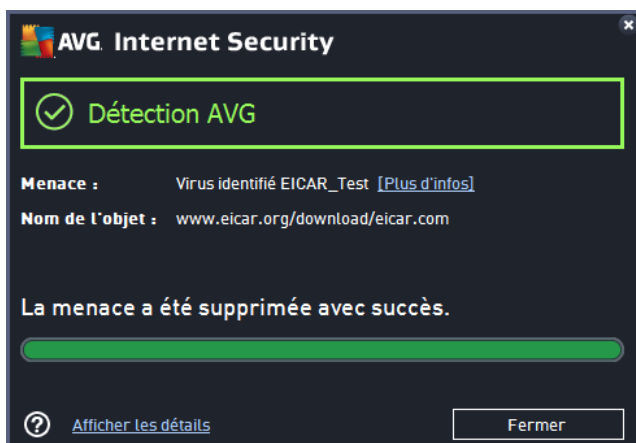 AVG. Internet Security
Détection AVG
Menace : Virus identifié EICAR_Test [Plus d'infos]
Nom de l'objet : www.eicar.org/download/eicar.com
La menace a été supprimée avec succès.
? Afficher les détails Fermer